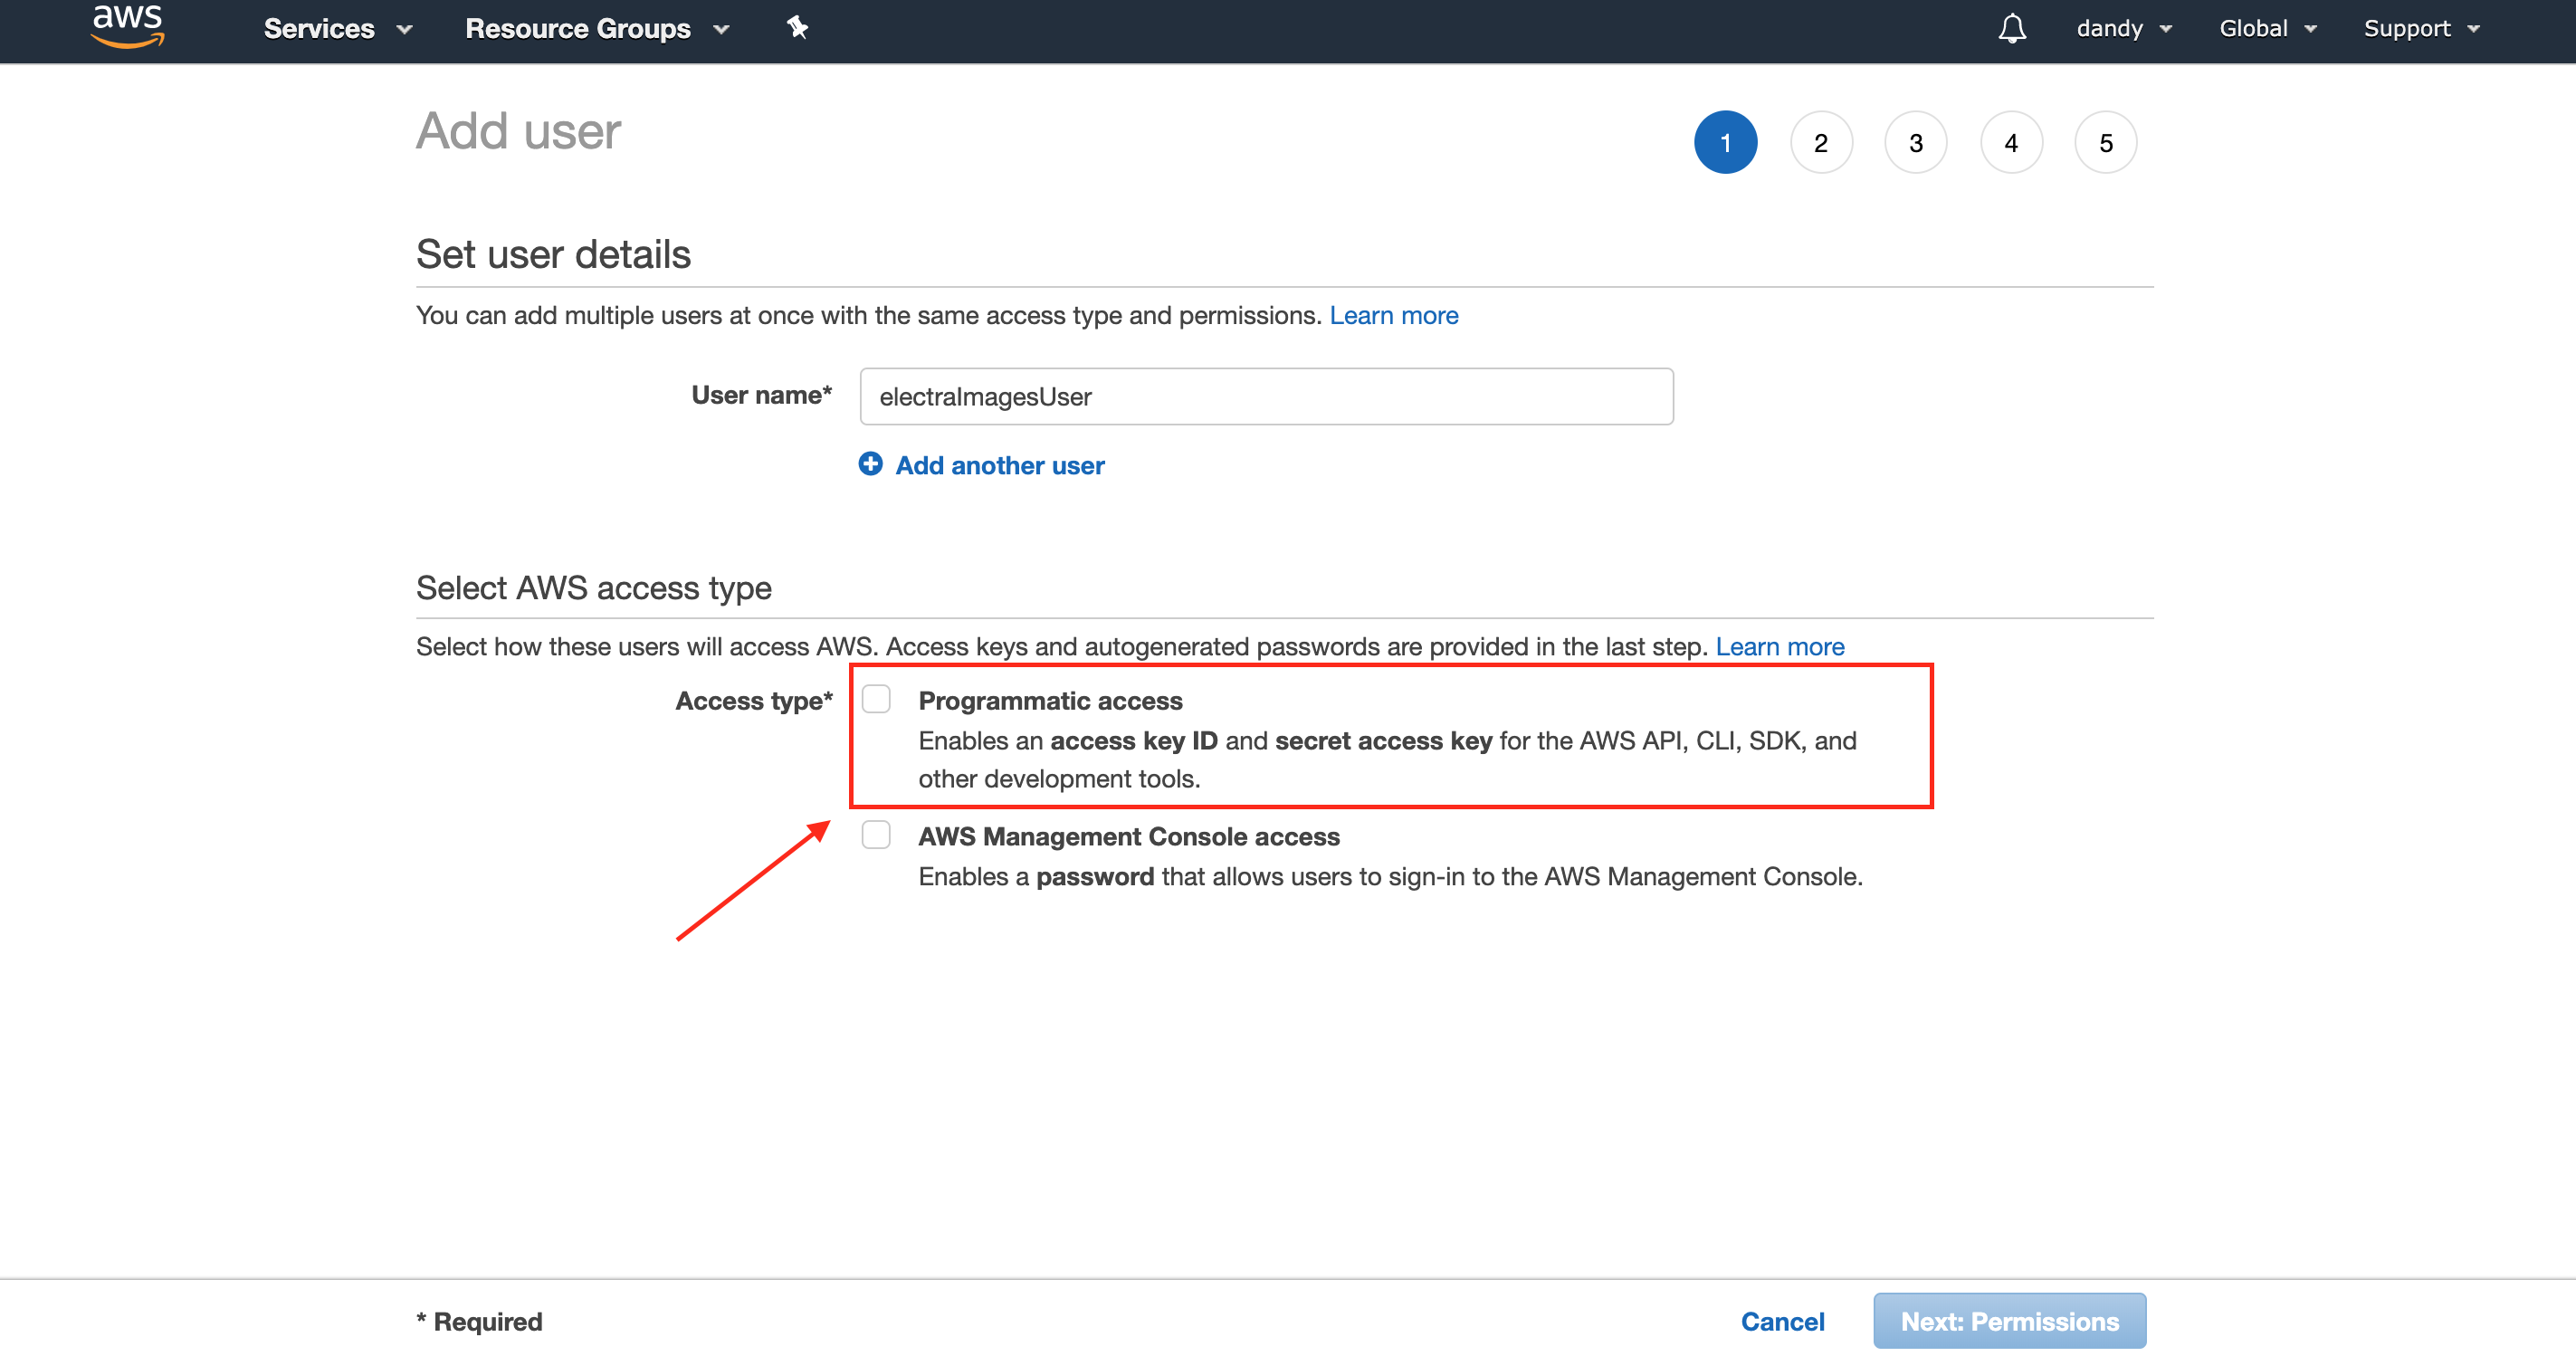 aws Services Resource Groups dandy Global Support
Add user 1 2 3 4 5
Set user details
You can add multiple users at once with the same access type and permissions. Learn more
User name* electraImagesUser
Add another user
Select AWS access type
Select how these users will access AWS. Access keys and autogenerated passwords are provided in the last step. Learn more
Access type* Programmatic access
Enables an access key ID and secret access key for the AWS API, CLI, SDK, and
other development tools.
AWS Management Console access
Enables a password that allows users to sign-in to the AWS Management Console.
* Required Cancel Next: Permissions